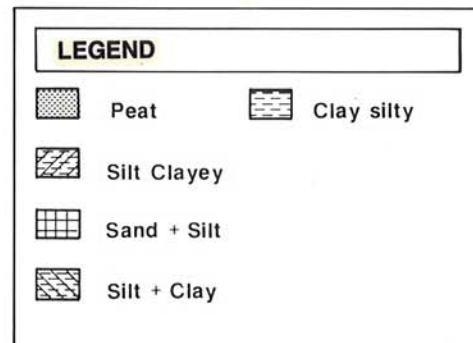 LEGEND
Peat
Clay silty
Silt Clayey
Sand + Silt
Silt + Clay